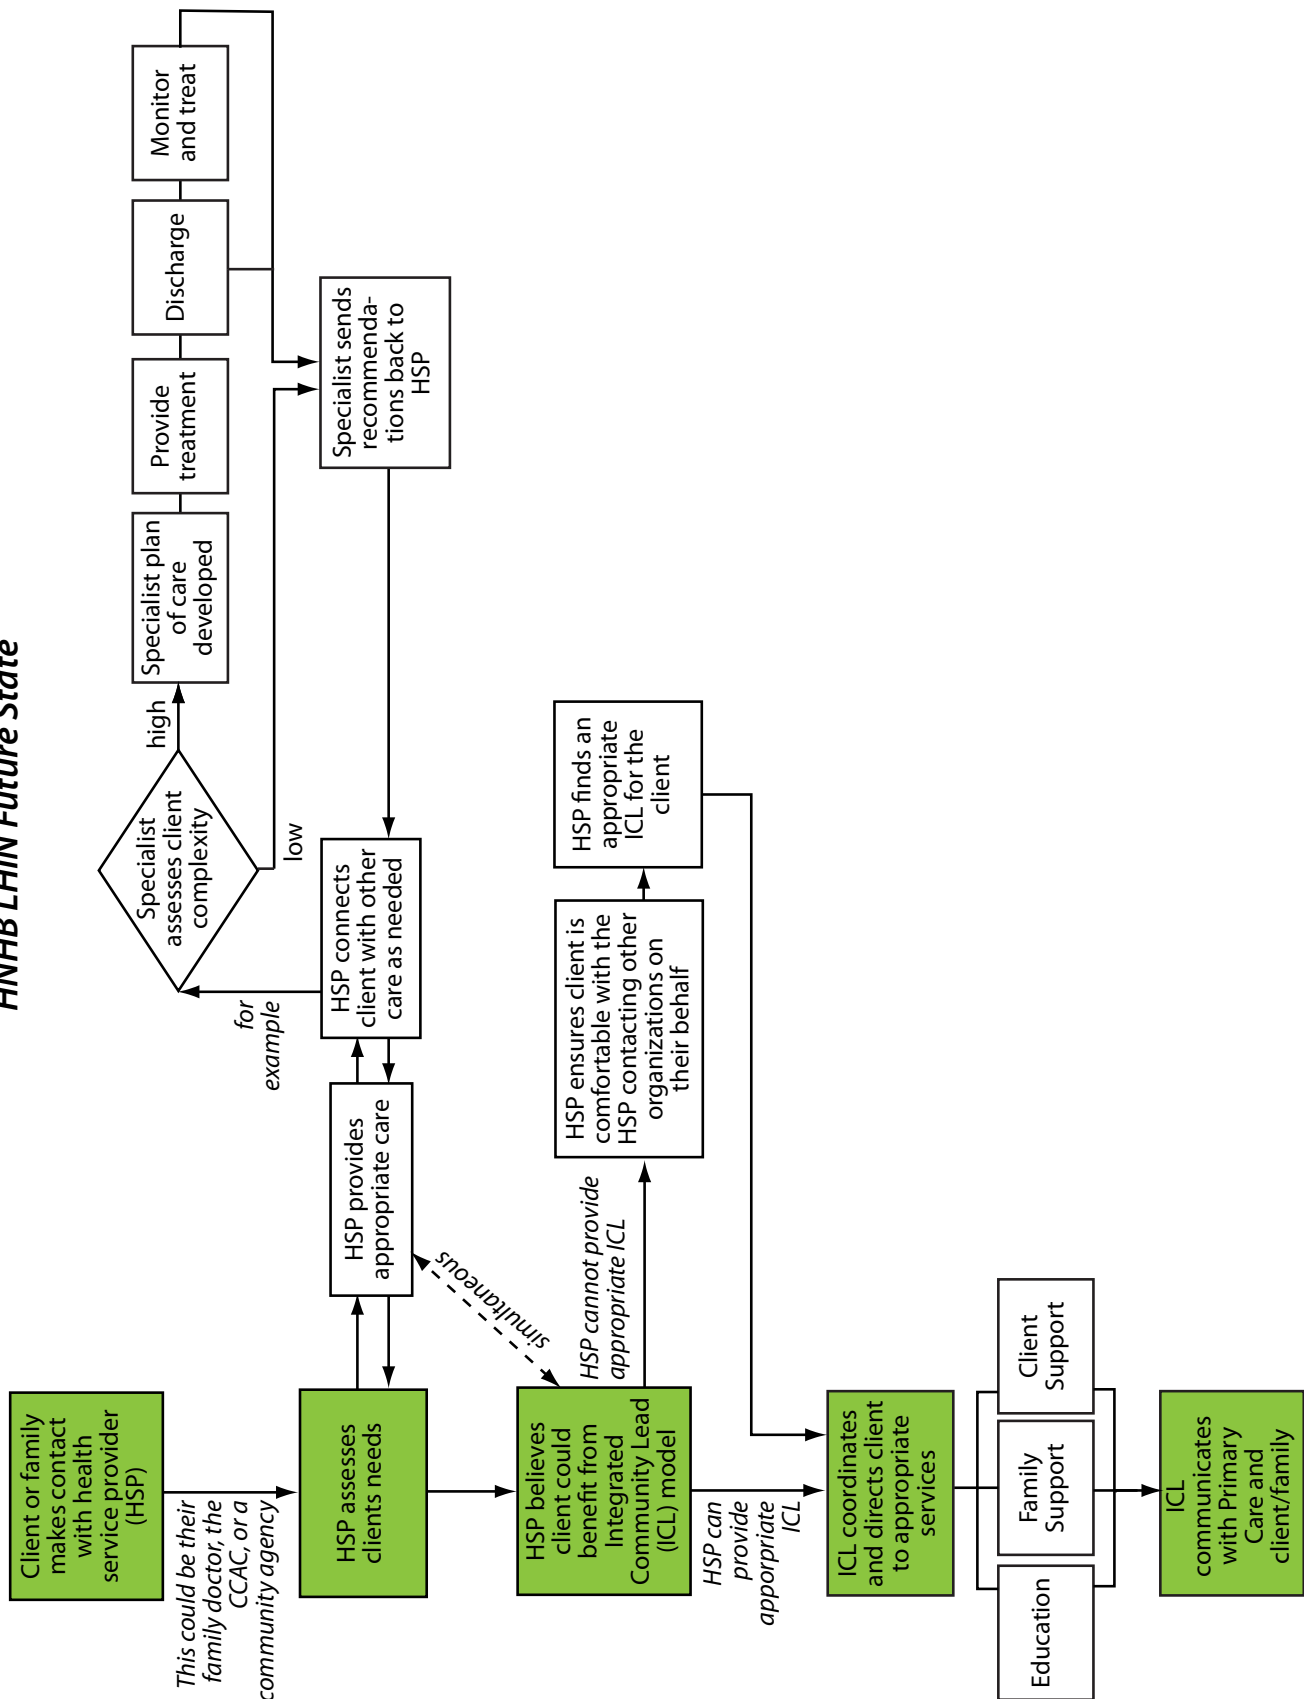 HNHB LHIN Future State
Client or family
makes contact
with health
service provider
(HSP)
This could be their
family doctor, the
CCAC, or a
community agency
HSP assesses
clients needs
HSP provides
appropriate care
HSP connects
client with other
care as needed
for
example
Specialist
assesses client
complexity
high
low
Specialist plan
of care
developed
Provide
treatment
Discharge
Monitor
and treat
Specialist sends
recommenda-
tions back to
HSP
simultaneous
HSP believes
client could
benefit from
Integrated
Community Lead
(ICL) model
HSP cannot provide
appropriate ICL
HSP ensures client is
comfortable with the
HSP contacting other
organizations on
their behalf
HSP finds an
appropriate
ICL for the
client
HSP can
provide
apporpriate
ICL
ICL coordinates
and directs client
to appropriate
services
Education
Family
Support
Client
Support
ICL
communicates
with Primary
Care and
client/family